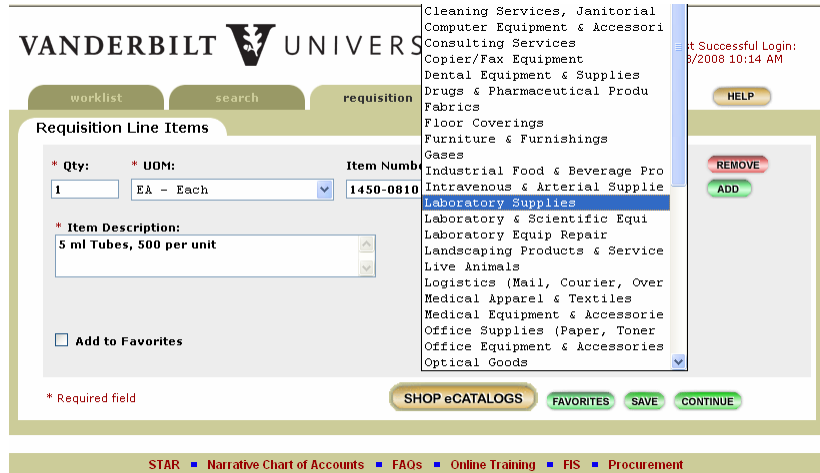 VANDERBILT V UNIVERS
t Successful Login:
8/2008 10:14 AM
worklist
search
requisition
HELP
Requisition Line Items
* Qty:
* UOM:
Item Numbe
1
EA - Each
1450-0810
REMOVE
ADD
* Item Description:
5 ml Tubes, 500 per unit
Cleaning Services, Janitorial
Computer Equipment & Accessori
Consulting Services
Copier/Fax Equipment
Dental Equipment & Supplies
Drugs & Pharmaceutical Produ
Fabrics
Floor Coverings
Furniture & Furnishings
Gases
Industrial Food & Beverage Pro
Intravenous & Arterial Supplie
Laboratory Supplies
Laboratory & Scientific Equi
Laboratory Equip Repair
Landscaping Products & Service
Live Animals
Logistics (Mail, Courier, Over
Medical Apparel & Textiles
Medical Equipment & Accessorie
Office Supplies (Paper, Toner
Office Equipment & Accessories
Optical Goods
Add to Favorites
* Required field
SHOP eCATALOGS
FAVORITES
SAVE
CONTINUE
STAR Narrative Chart of Accounts FAQs Online Training FIS Procurement